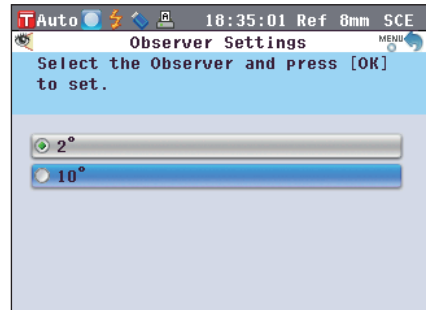 T Auto A 18:35:01 Ref 8mm SCE
Observer Settings MENU
Select the Observer and press [OK]
to set.
2°
10°